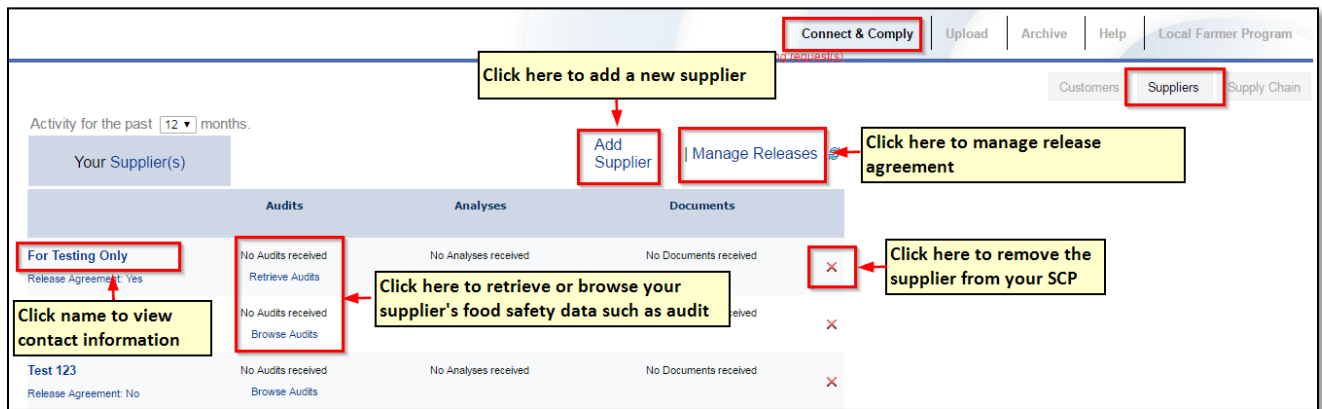 Connect & Comply Upload Archive Help Local Farmer Program
request(s)
Click here to add a new supplier
Customers Suppliers Supply Chain
Activity for the past 12 months.
Your Supplier(s)
Add
Supplier
| Manage Releases
Click here to manage release
agreement
Audits Analyses Documents
For Testing Only
Release Agreement: Yes
No Audits received No Analyses received No Documents received
Retrieve Audits
Click here to remove the
supplier from your SCP
Click here to retrieve or browse your
supplier's food safety data such as audit
Click name to view
contact information
No Audits received
Browse Audits
Test 123
Release Agreement: No
No Audits received No Analyses received No Documents received
Browse Audits